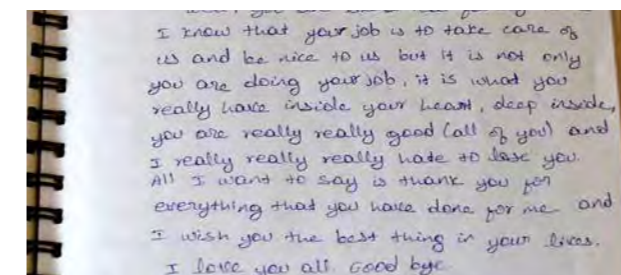 I know that your job is to take care of
us and be nice to us but it is not only
you are doing your job, it is what you
really have inside your heart, deep inside,
you are really really good (all of you) and
I really really really hate to lose you.
All I want to say is thank you for
everything that you have done for me and
I wish you the best thing in your lives.
I love you all. Good bye